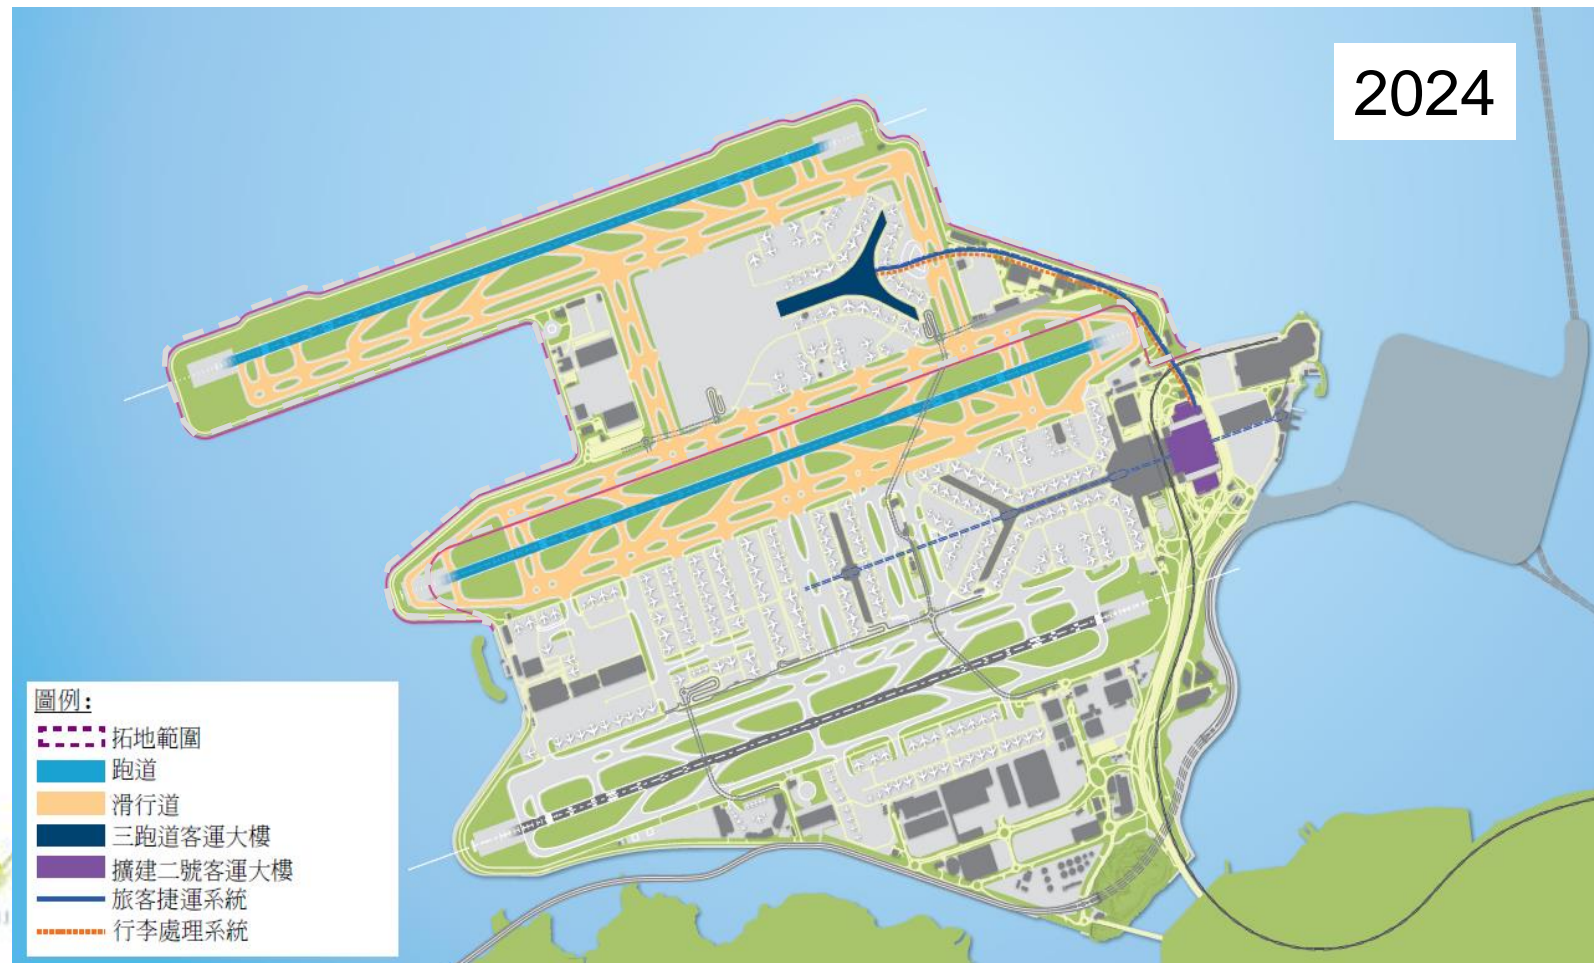 2024
圖例：
拓地範圍
跑道
滑行道
三跑道客運大樓
擴建二號客運大樓
旅客捷運系統
行李處理系統